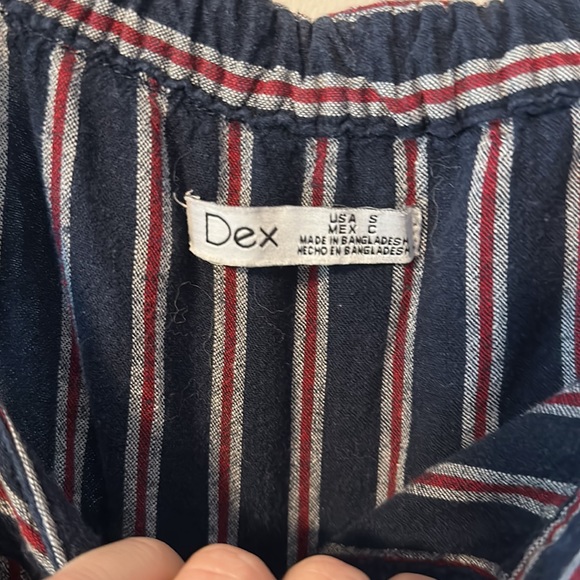 Dex
USA S
MEX C
MADE IN BANGLADESH
HECHO EN BANGLADESH